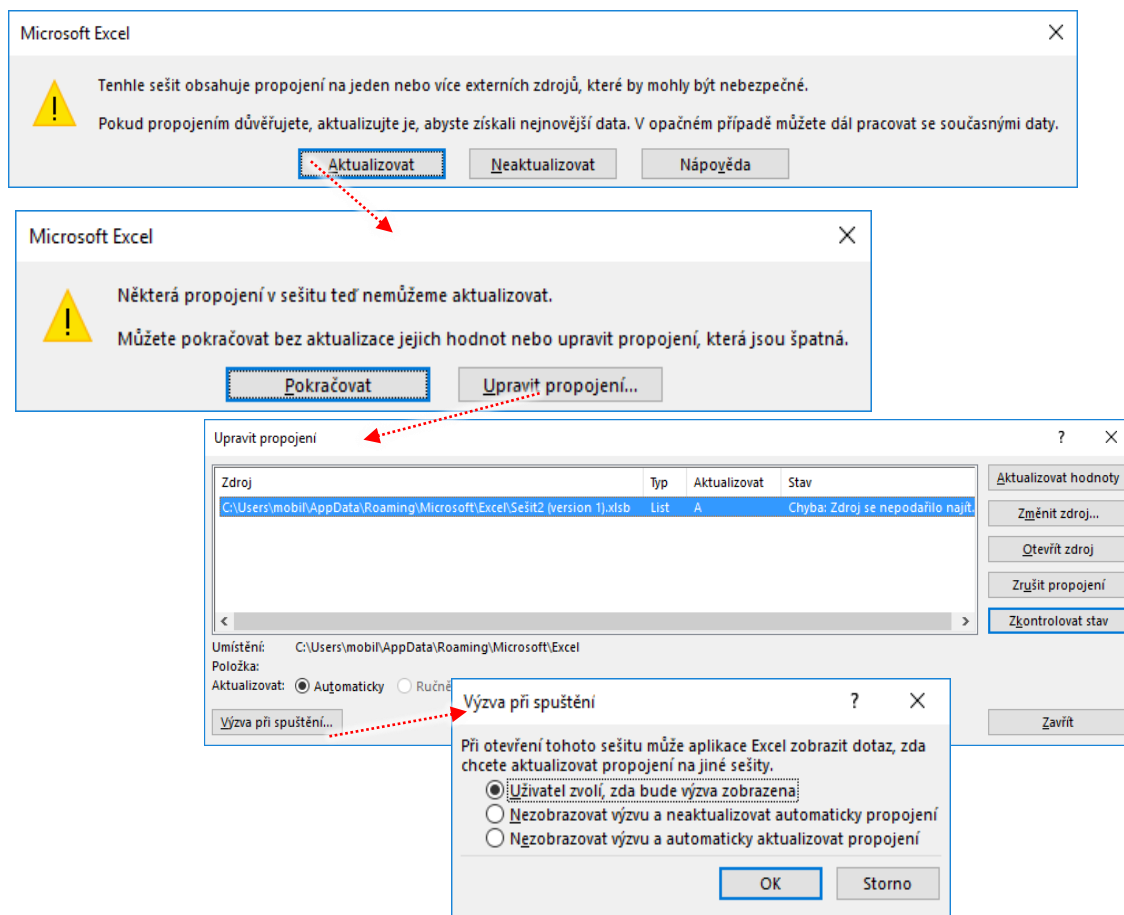 Microsoft Excel
Tenhle sešit obsahuje propojení na jeden nebo více externích zdrojů, které by mohly být nebezpečné.
Pokud propojením důvěřujete, aktualizujte je, abyste získali nejnovější data. V opačném případě můžete dál pracovat se současnými daty.
Aktualizovat Neaktualizovat Nápověda
Microsoft Excel
Některá propojení v sešitu teď nemůžeme aktualizovat.
Můžete pokračovat bez aktualizace jejich hodnot nebo upravit propojení, která jsou špatná.
Pokračovat Upravit propojení...
Upravit propojení ?
Zdroj Typ Aktualizovat Stav Aktualizovat hodnoty
C:\Users\mobil\AppData\Roaming\Microsoft\Excel\Sešit2 (version 1).xlsb List A Chyba: Zdroj se nepodařilo najít.
Změnit zdroj...
Otevřít zdroj
Zrušit propojení
Zkontrolovat stav
Umístění: C:\Users\mobil\AppData\Roaming\Microsoft\Excel
Položka:
Aktualizovat: Automaticky Ručně
Výzva při spuštění... Zavřít
Výzva při spuštění ?
Při otevření tohoto sešitu může aplikace Excel zobrazit dotaz, zda
chcete aktualizovat propojení na jiné sešity.
Uživatel zvolí, zda bude výzva zobrazena
Nezobrazovat výzvu a neaktualizovat automaticky propojení
Nezobrazovat výzvu a automaticky aktualizovat propojení
OK Storno